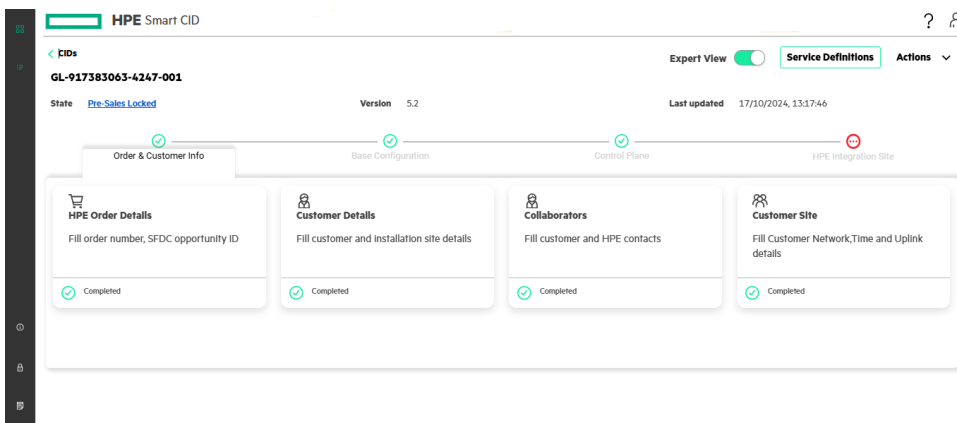 HPE Smart CID
?
CIDs
Expert View
Service Definitions
Actions
GL-917383063-4247-001
State Pre-Sales Locked Version 5.2 Last updated 17/10/2024, 13:17:46
Order & Customer Info Base Configuration Control Plane HPE Integration Site
HPE Order Details
Fill order number, SFDC opportunity ID
Completed
Customer Details
Fill customer and Installation site details
Completed
Collaborators
Fill customer and HPE contacts
Completed
Customer Site
Fill Customer Network,Time and Uplink
details
Completed